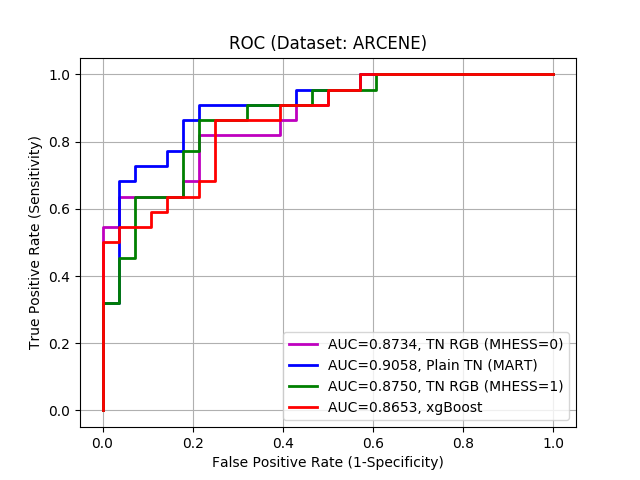 ROC (Dataset: ARCENE)
True Positive Rate (Sensitivity)
1.0
0.8
0.6
0.4
0.2
0.0
AUC=0.8734, TN RGB (MHESS=0)
AUC=0.9058, Plain TN (MART)
AUC=0.8750, TN RGB (MHESS=1)
AUC=0.8653, xgBoost
0.0 0.2 0.4 0.6 0.8 1.0
False Positive Rate (1-Specificity)